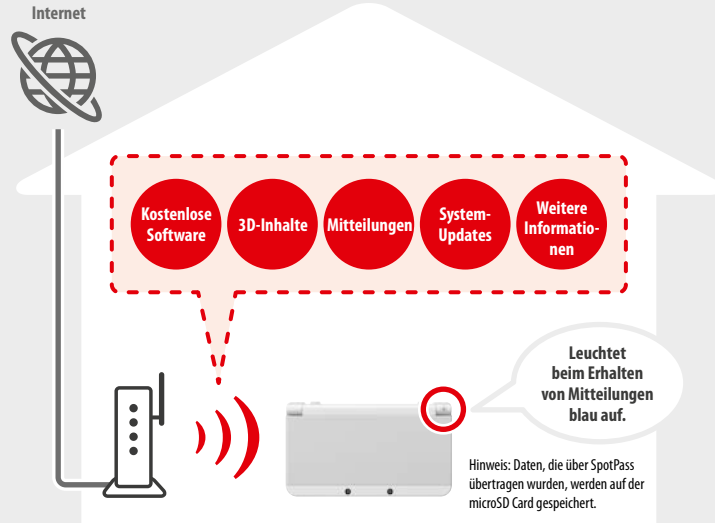 Internet
Kostenlose
Software
3D-Inhalte
Mitteilungen
System-
Updates
Weitere
Informatio-
nen
Leuchtet
beim Erhalten
von Mitteilungen
blau auf.
Hinweis: Daten, die über SpotPass
übertragen wurden, werden auf der
microSD Card gespeichert.